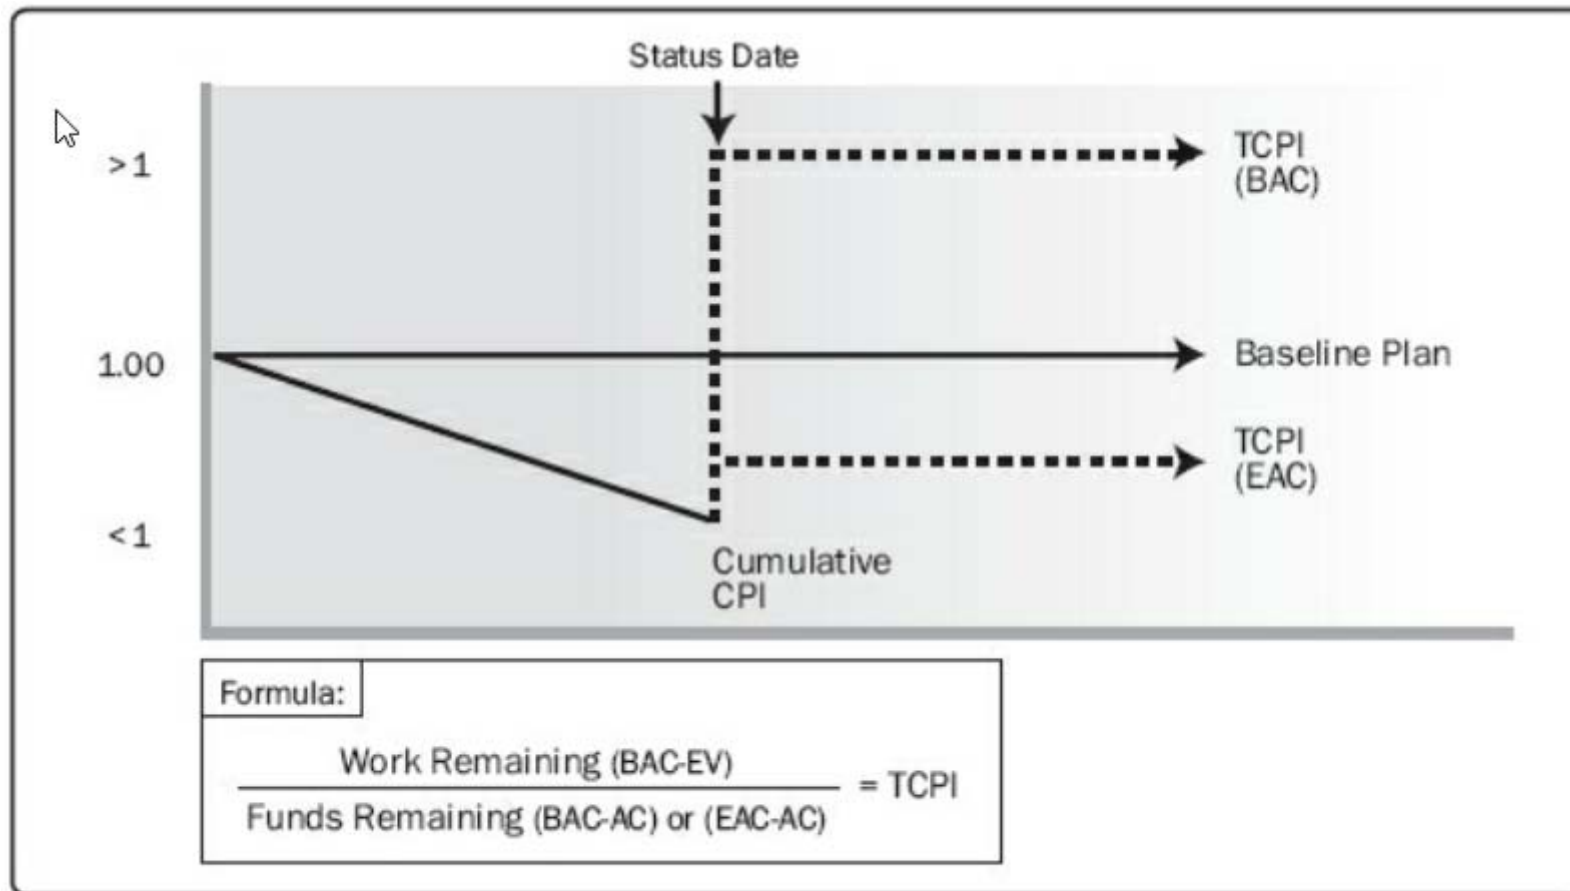 Status Date
>1
TCPI
(BAC)
1.00
Baseline Plan
TCPI
(EAC)
<1
Cumulative
CPI
Formula:
Work Remaining (BAC-EV)
Funds Remaining (BAC-AC) or (EAC-AC)
= TCPI